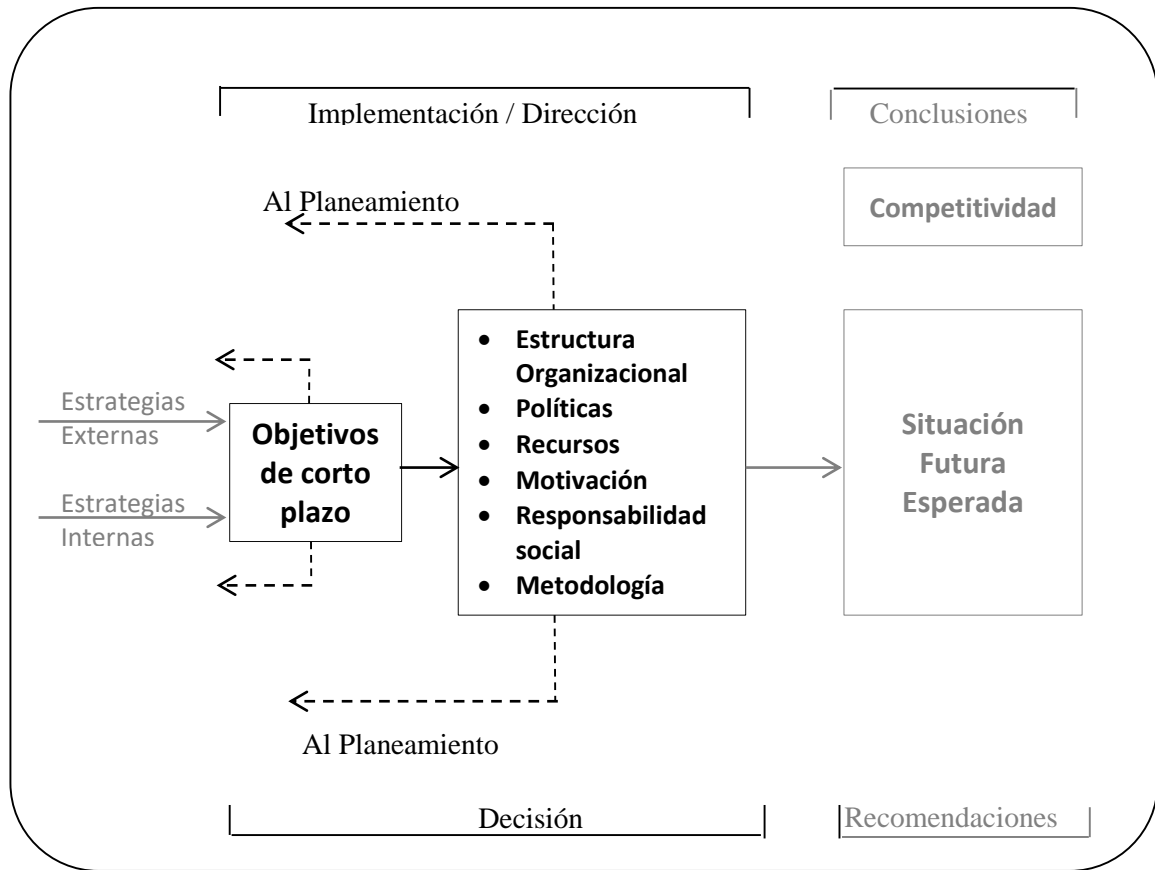 Implementación / Dirección
Conclusiones
Al Planeamiento
Competitividad
Estrategias
Externas
Estrategias
Internas
Objetivos
de corto
plazo
• Estructura
Organizacional
• Políticas
• Recursos
• Motivación
• Responsabilidad
social
• Metodología
Situación
Futura
Esperada
Al Planeamiento
Decisión
Recomendaciones